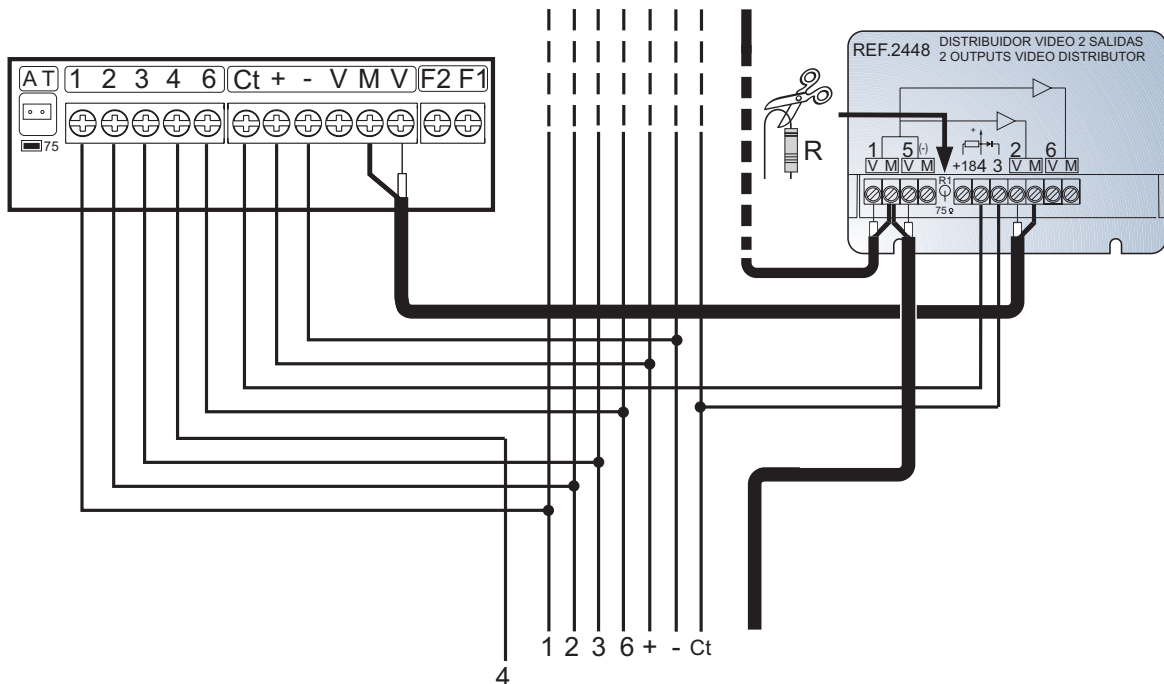 A T 1 2 3 4 6 Ct + - V M V F2 F1
75
R
REF.2448
DISTRIBUIDOR VIDEO 2 SALIDAS
2 OUTPUTS VIDEO DISTRIBUTOR
+
1 5 (-) 2 6
V M V M +18 4 3 V M V M
R1
75 Ω
1 2 3 6 + - Ct
4